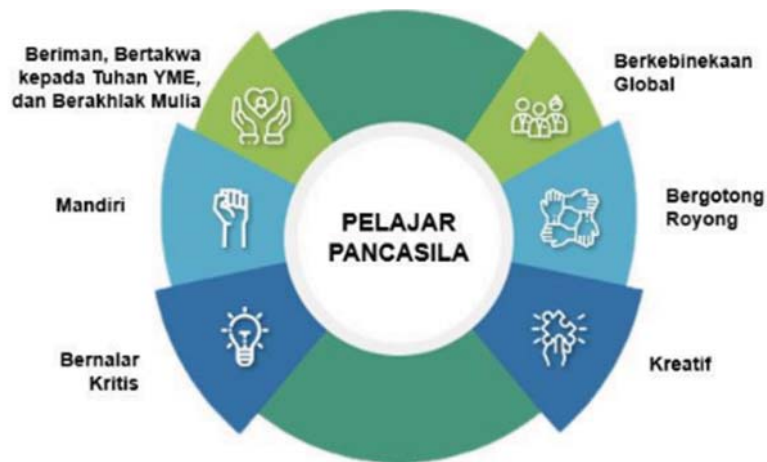 Beriman, Bertakwa
kepada Tuhan YME,
dan Berakhlak Mulia
Berkebinekaan
Global
Mandiri
PELAJAR
PANCASILA
Bergotong
Royong
Bernalar
Kritis
Kreatif